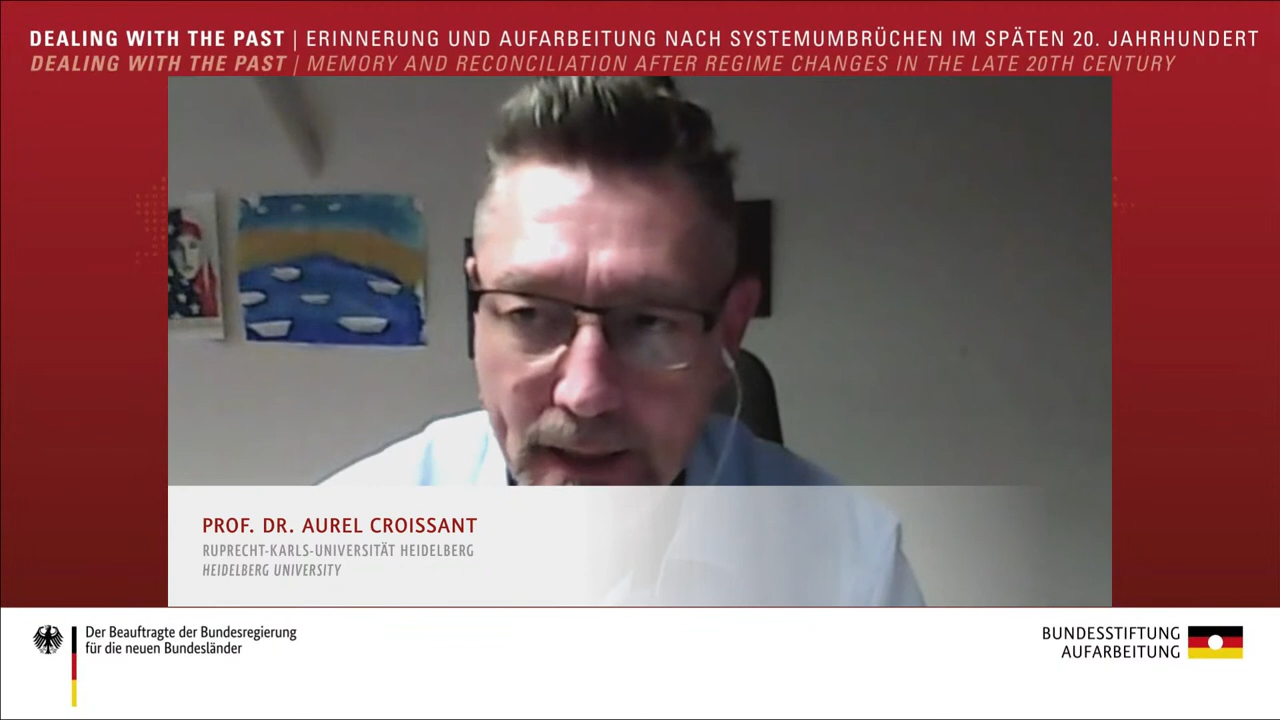 DEALING WITH THE PAST | ERINNERUNG UND AUFARBEITUNG NACH SYSTEMUMBRÜCHEN IM SPÄTEN 20. JAHRHUNDERT
DEALING WITH THE PAST | MEMORY AND RECONCILIATION AFTER REGIME CHANGES IN THE LATE 20TH CENTURY
PROF. DR. AUREL CROISSANT
RUPRECHT-KARLS-UNIVERSITÄT HEIDELBERG
HEIDELBERG UNIVERSITY
Der Beauftragte der Bundesregierung
für die neuen Bundesländer
BUNDESSTIFTUNG
AUFARBEITUNG